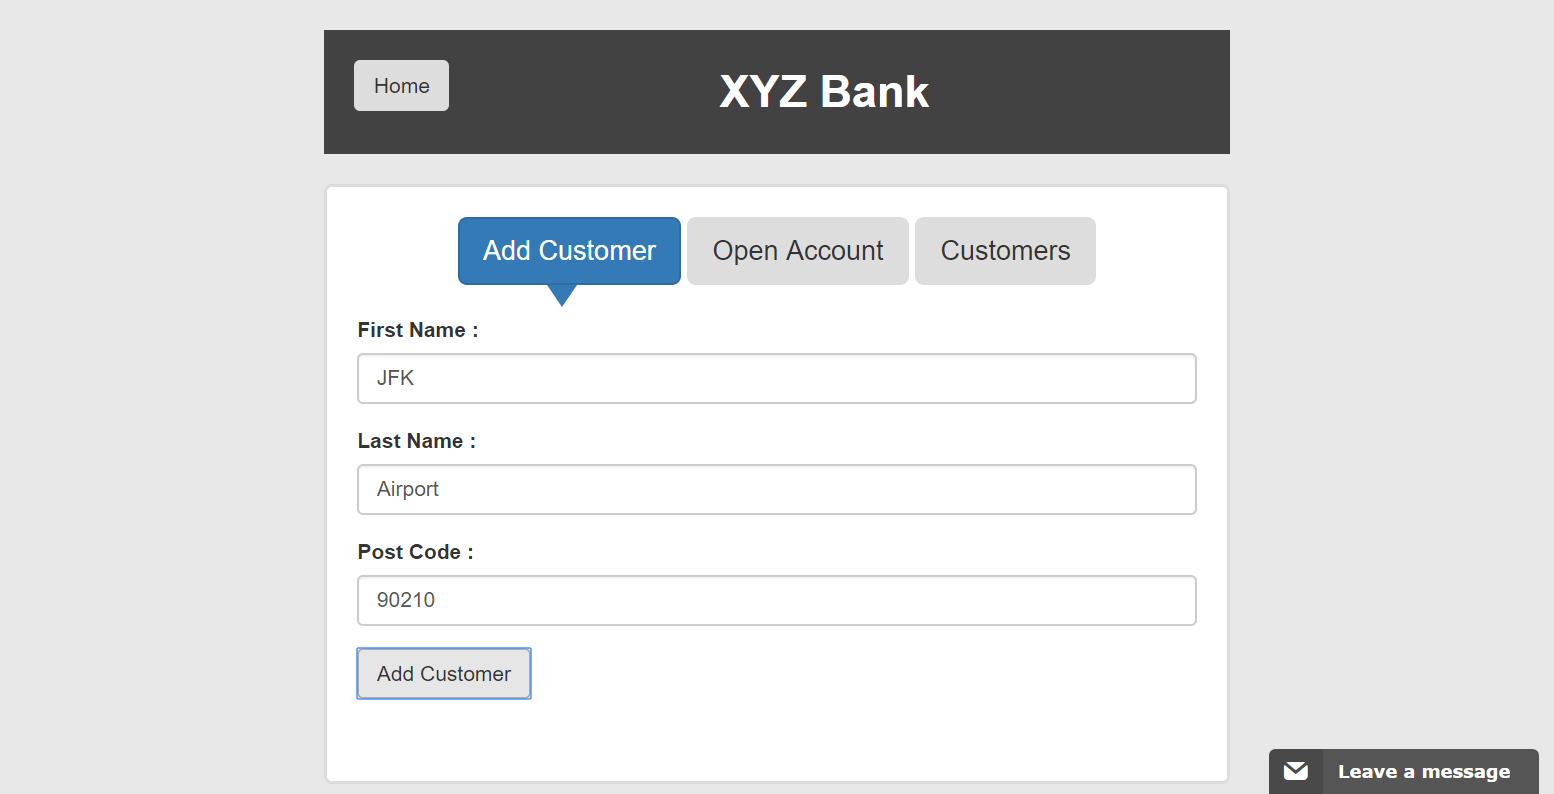 Home
XYZ Bank
Add Customer
Open Account
Customers
First Name :
JFK
Last Name :
Airport
Post Code :
90210
Add Customer
Leave a message